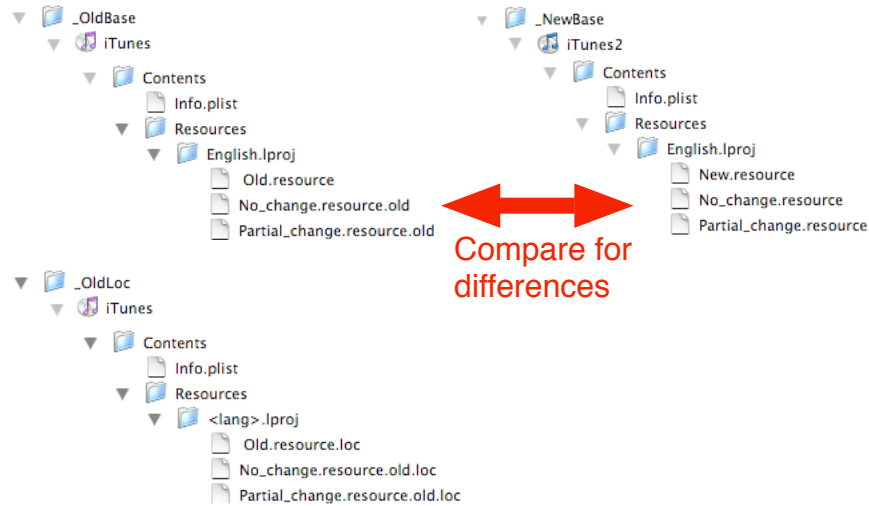 _OldBase
iTunes
Contents
Info.plist
Resources
English.lproj
Old.resource
No_change.resource.old
Partial_change.resource.old
_NewBase
iTunes2
Contents
Info.plist
Resources
English.lproj
New.resource
No_change.resource
Partial_change.resource
Compare for
differences
_OldLoc
iTunes
Contents
Info.plist
Resources
<lang>.lproj
Old.resource.loc
No_change.resource.old.loc
Partial_change.resource.old.loc